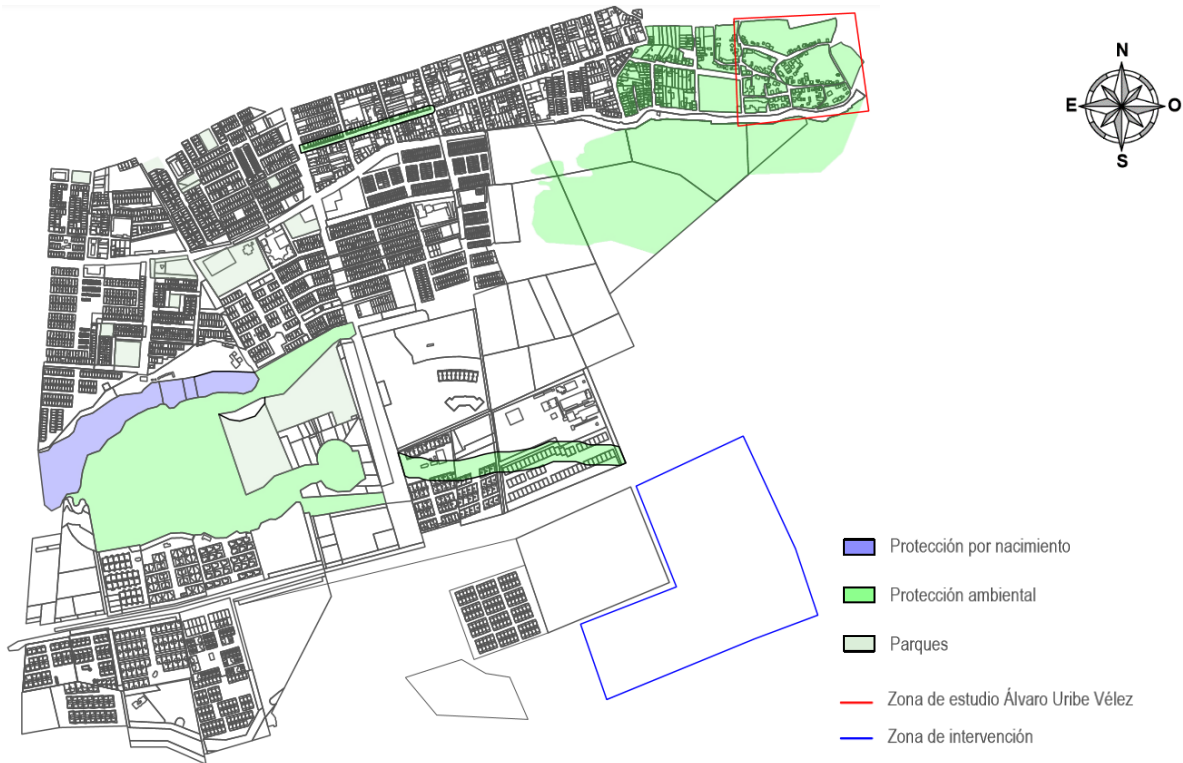 N
E O
S
Protección por nacimiento
Protección ambiental
Parques
Zona de estudio Álvaro Uribe Vélez
Zona de intervención